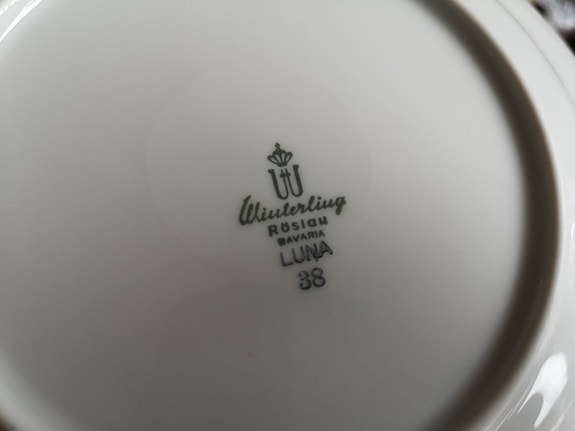 W
Winterling
Röslau
BAVARIA
LUNA
38